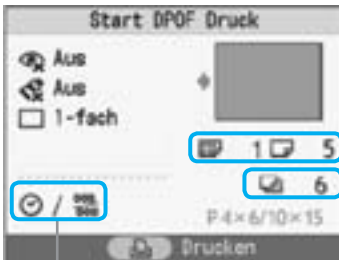 Start DPOF Druck
Aus
Aus
1-fach
1 5
6
/
P 4×6/10×15
Drucken